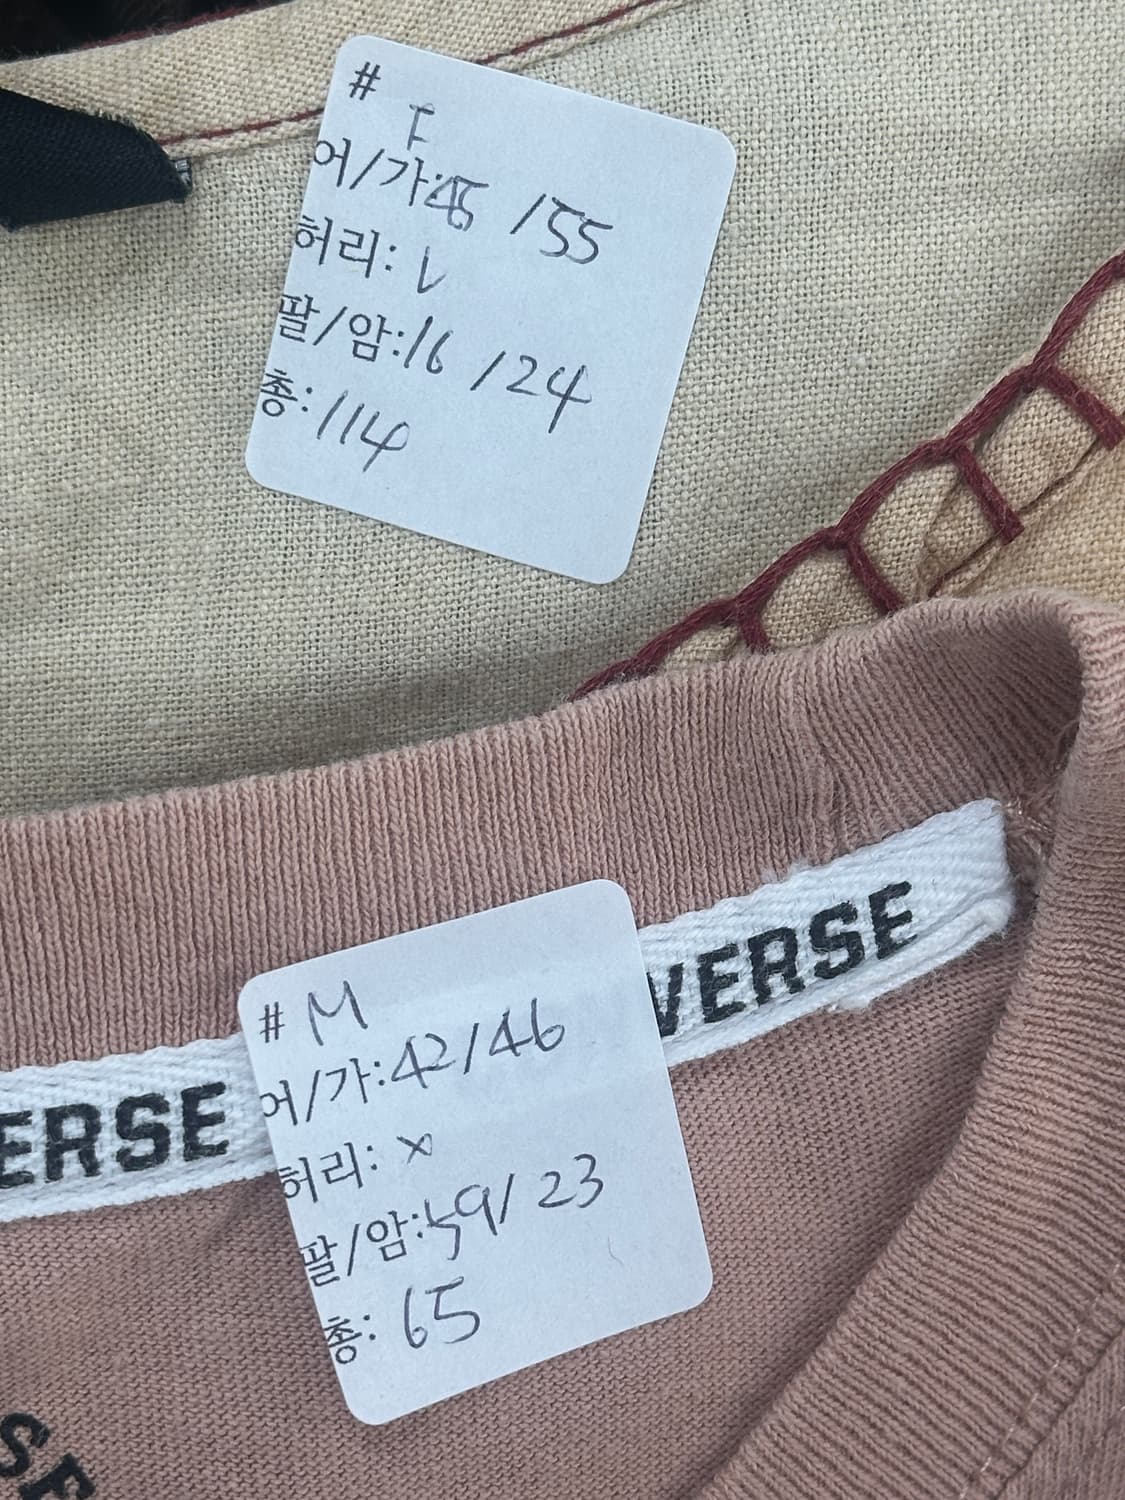 # F
어/가:45 /55
허리: L
팔/암:16 /24
총:114
VERSE
# M
어/가:42/46
ERSE
허리: x
팔/암:59/ 23
총: 65